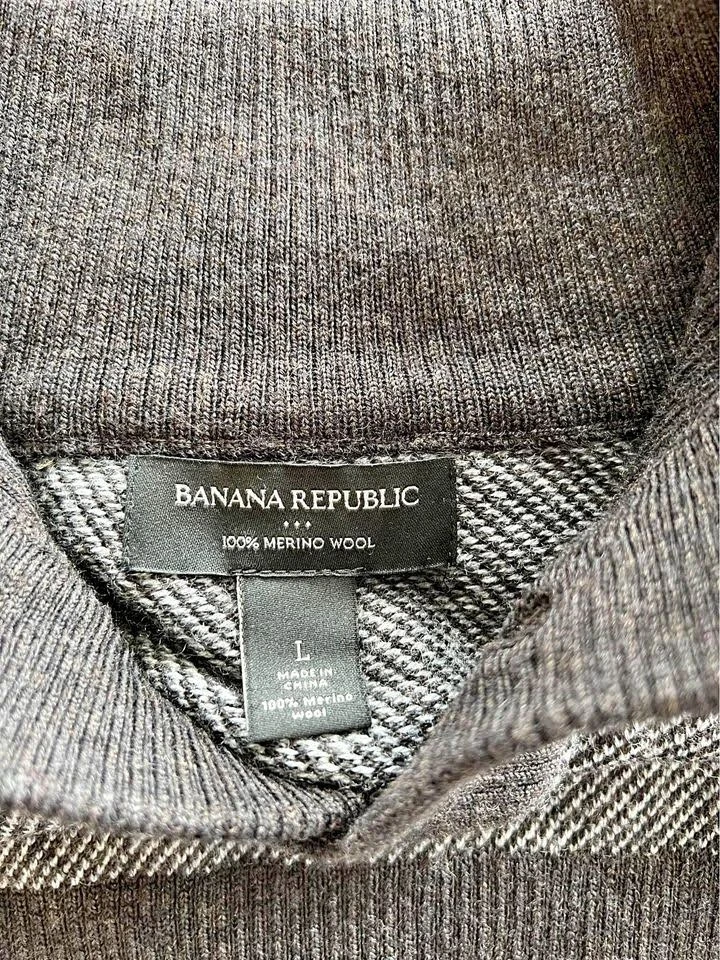 BANANA REPUBLIC
100% MERINO WOOL
L
MADE IN
CHINA
100% Merino
wool